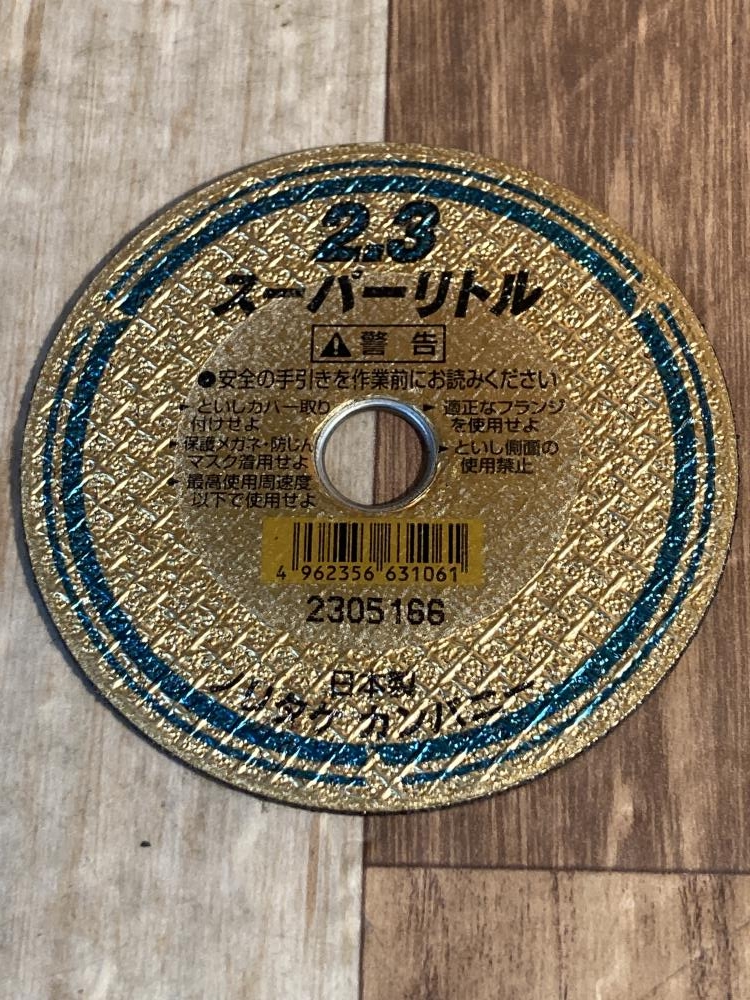 2.3
スーパーリトル
警告
●安全の手引きを作業前にお読みください
▶といしカバー取り
付けせよ
▶保護メガネ・防じん
マスク着用せよ
▶最高使用周速度
以下で使用せよ
▶適正なフランジ
を使用せよ
▶といし側面の
使用禁止
4 962356 631061
2305166
日本製
ノリタケ カンパニー